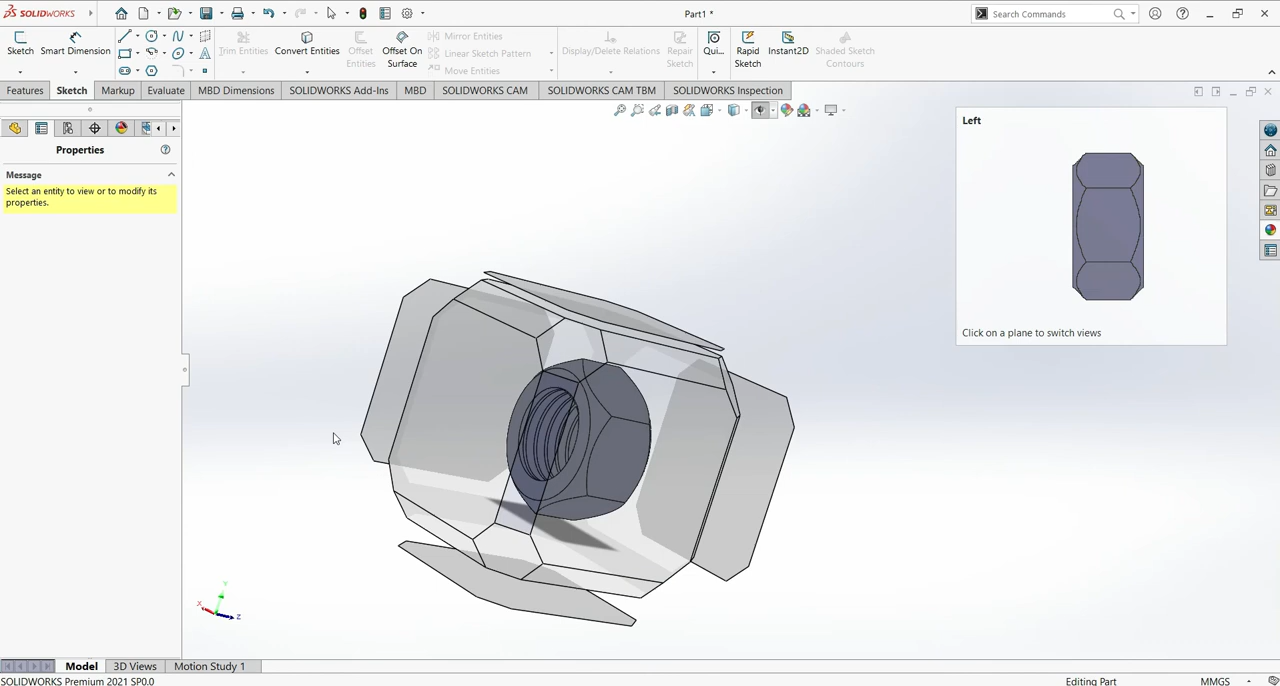 SOLIDWORKS
Part1 *
Search Commands
Sketch
Smart Dimension
Trim Entities
Convert Entities
Offset Entities
Offset On Surface
Mirror Entities
Linear Sketch Pattern
Move Entities
Display/Delete Relations
Repair Sketch
Qui...
Rapid Sketch
Instant2D
Shaded Sketch Contours
Features
Sketch
Markup
Evaluate
MBD Dimensions
SOLIDWORKS Add-Ins
MBD
SOLIDWORKS CAM
SOLIDWORKS CAM TBM
SOLIDWORKS Inspection
Properties
Message
Select an entity to view or to modify its
properties.
Left
Click on a plane to switch views
Y
X
Z
Model
3D Views
Motion Study 1
SOLIDWORKS Premium 2021 SP0.0
Editing Part
MMGS